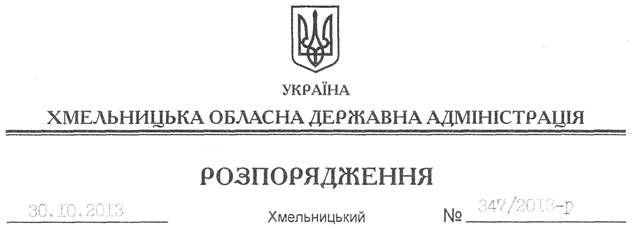 УКРАЇНА
ХМЕЛЬНИЦЬКА ОБЛАСНА ДЕРЖАВНА АДМІНІСТРАЦІЯ
РОЗПОРЯДЖЕННЯ
30.10.2013 Хмельницький № 347/2013-р